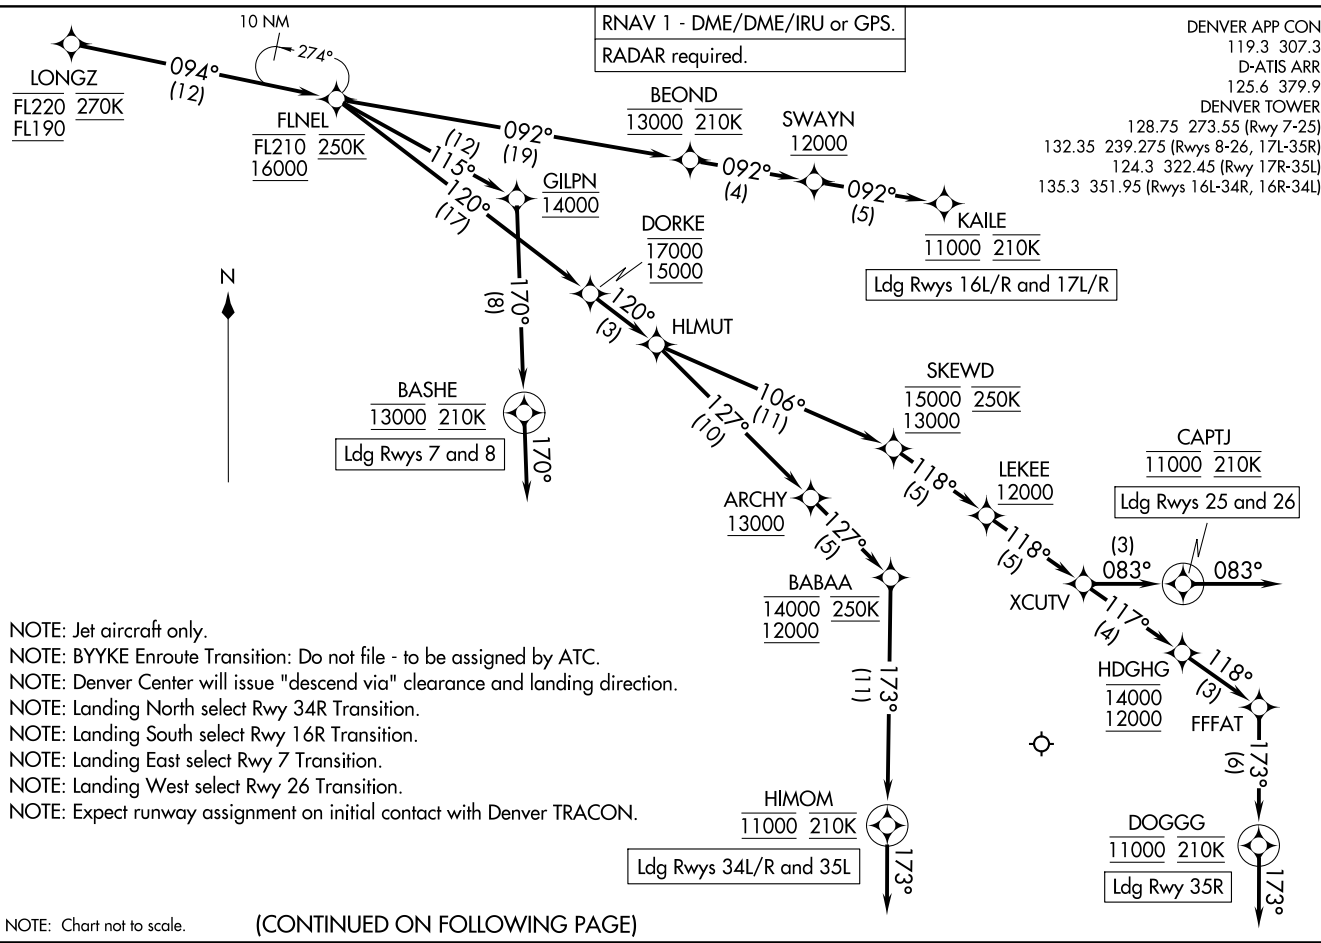 RNAV 1 - DME/DME/IRU or GPS.
RADAR required.
DENVER APP CON
119.3 307.3
D-ATIS ARR
125.6 379.9
DENVER TOWER
128.75 273.55 (Rwy 7-25)
132.35 239.275 (Rwys 8-26, 17L-35R)
124.3 322.45 (Rwy 17R-35L)
135.3 351.95 (Rwys 16L-34R, 16R-34L)
10 NM
274°
LONGZ
FL220 270K
FL190
094°
(12)
FLNEL
FL210 250K
16000
092°
(19)
BEOND
13000 210K
092°
(4)
SWAYN
12000
092°
(5)
KAILE
11000 210K
Ldg Rwys 16L/R and 17L/R
(12)
115°
GILPN
14000
120°
(17)
170°
(8)
BASHE
13000 210K
Ldg Rwys 7 and 8
170°
N
DORKE
17000
15000
120°
(3)
HLMUT
106°
(11)
127°
(10)
SKEWD
15000 250K
13000
118°
(5)
LEKEE
12000
118°
(5)
XCUTV
(3)
083°
CAPTJ
11000 210K
Ldg Rwys 25 and 26
083°
117°
(4)
HDGHG
14000
12000
118°
(3)
FFFAT
173°
(6)
DOGGG
11000 210K
Ldg Rwy 35R
173°
ARCHY
13000
127°
(5)
BABAA
14000 250K
12000
173°
(11)
HIMOM
11000 210K
Ldg Rwys 34L/R and 35L
173°
NOTE: Jet aircraft only.
NOTE: BYYKE Enroute Transition: Do not file - to be assigned by ATC.
NOTE: Denver Center will issue "descend via" clearance and landing direction.
NOTE: Landing North select Rwy 34R Transition.
NOTE: Landing South select Rwy 16R Transition.
NOTE: Landing East select Rwy 7 Transition.
NOTE: Landing West select Rwy 26 Transition.
NOTE: Expect runway assignment on initial contact with Denver TRACON.
NOTE: Chart not to scale.
(CONTINUED ON FOLLOWING PAGE)